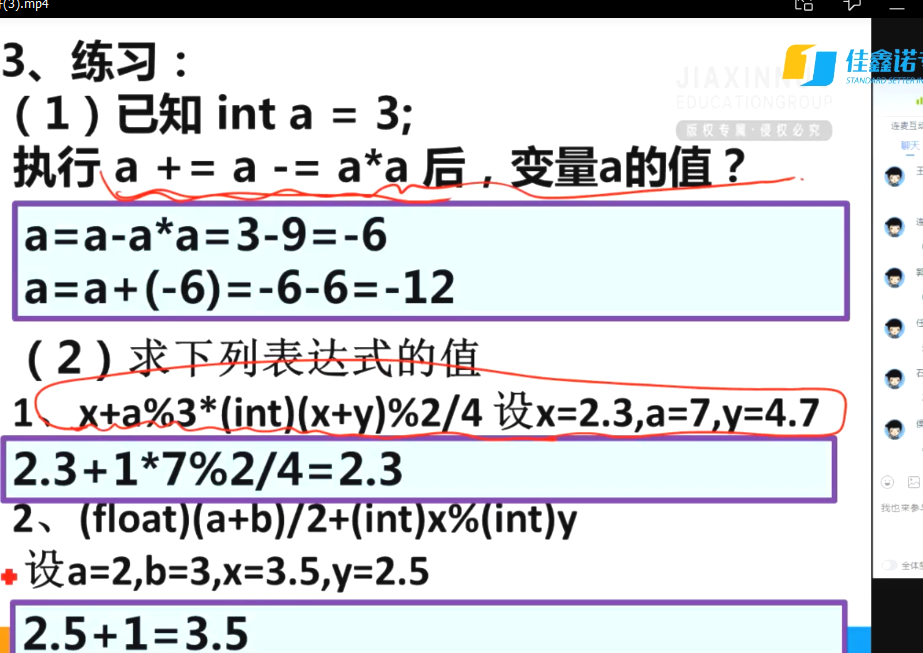 (3).mp4
3、练习：
（1）已知 int a = 3;
执行 a += a -= a*a 后，变量a的值？
a=a-a*a=3-9=-6
a=a+(-6)=-6-6=-12
（2）求下列表达式的值
1、 x+a%3*(int)(x+y)%2/4 设x=2.3,a=7,y=4.7
2.3+1*7%2/4=2.3
2、 (float)(a+b)/2+(int)x%(int)y
设a=2,b=3,x=3.5,y=2.5
2.5+1=3.5
佳鑫诺
EDUCATIONGROUP
版权专属·侵权必究
连麦互动
聊天
我也来参与
全体